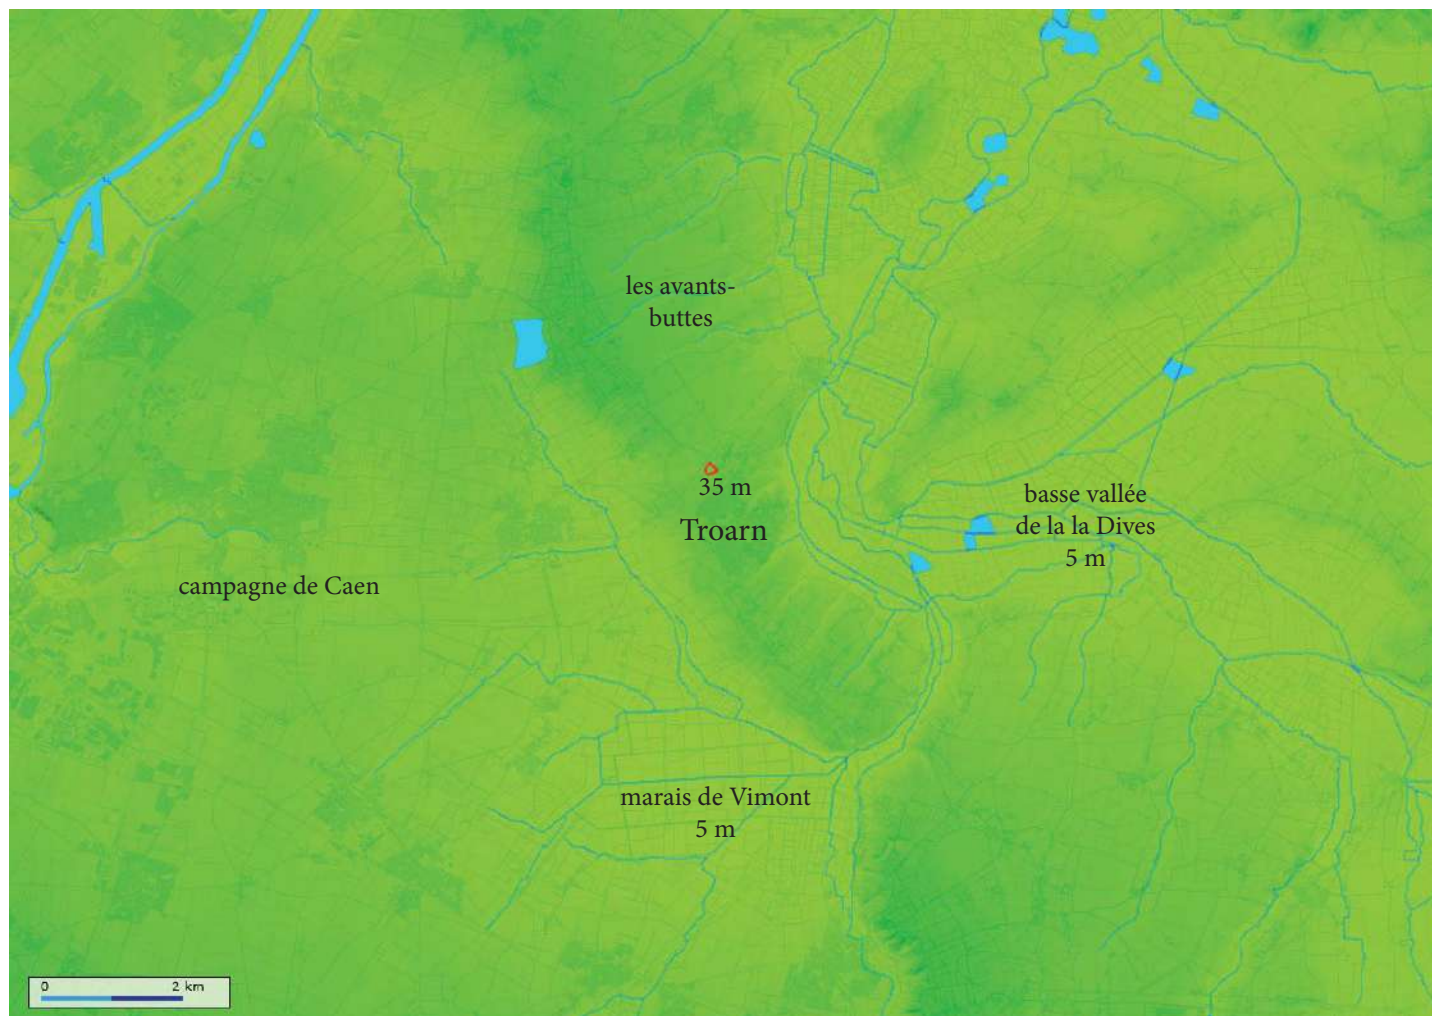 les avants-
buttes
35 m
Troarn
basse vallée
de la la Dives
5 m
campagne de Caen
marais de Vimont
5 m
0 2 km